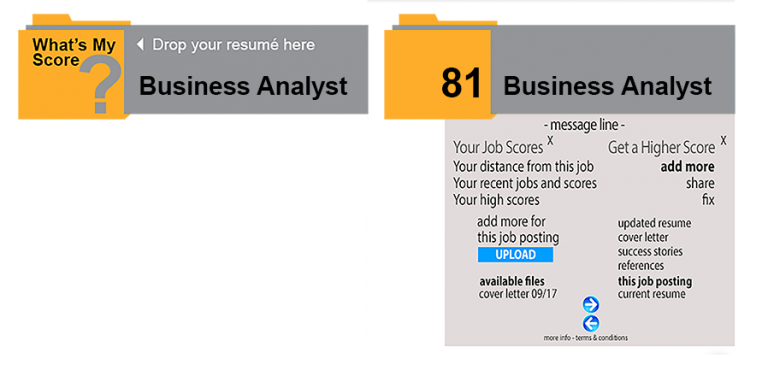 What's My
Score
?
Drop your resumé here
Business Analyst
81
Business Analyst
- message line -
Your Job Scores X
Get a Higher Score X
Your distance from this job
add more
Your recent jobs and scores
share
Your high scores
fix
add more for
this job posting
UPLOAD
updated resume
cover letter
success stories
references
available files
cover letter 09/17
this job posting
current resume
more info - terms & conditions